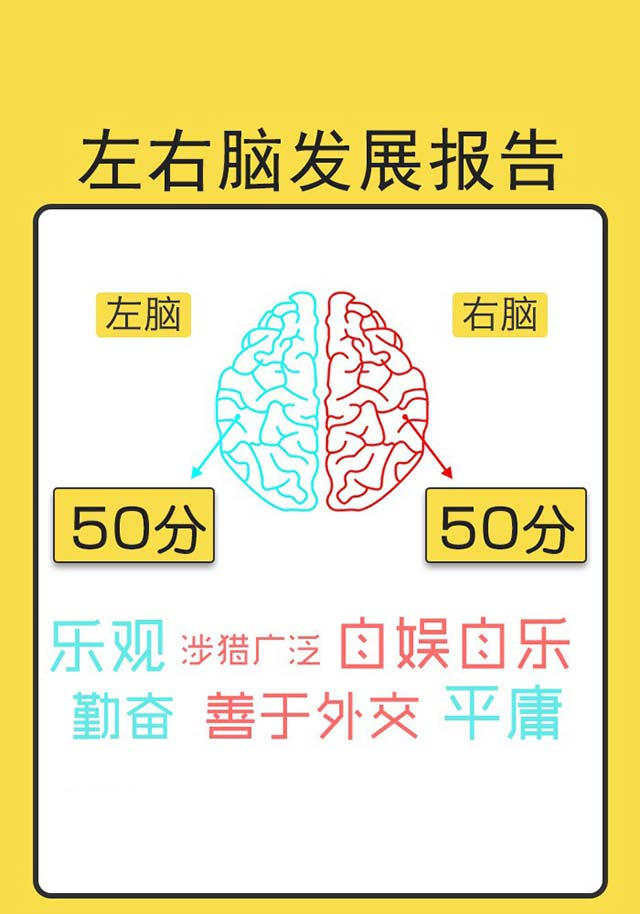 左右脑发展报告
左脑 右脑
50分 50分
乐观 涉猎广泛 自娱自乐
勤奋 善于外交 平庸